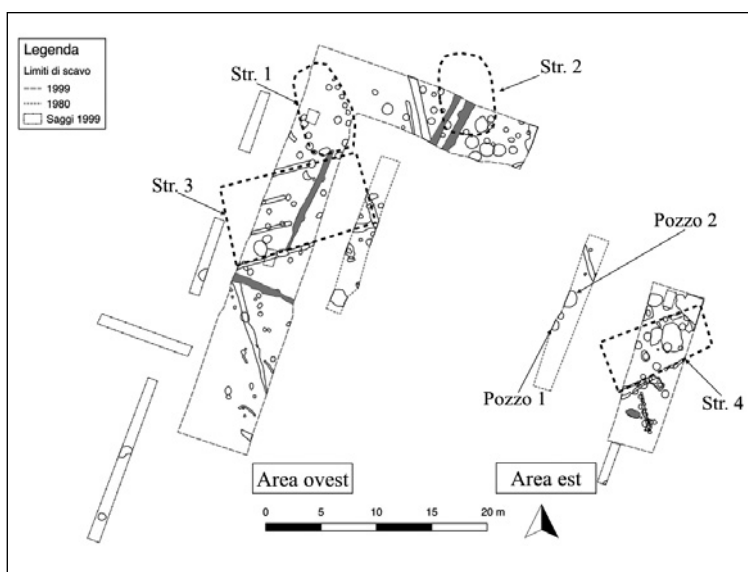 Legenda
Limiti di scavo
1999
1980
Saggi 1999
Str. 1
Str. 2
Str. 3
Pozzo 2
Pozzo 1
Str. 4
Area ovest
Area est
0 5 10 15 20 m